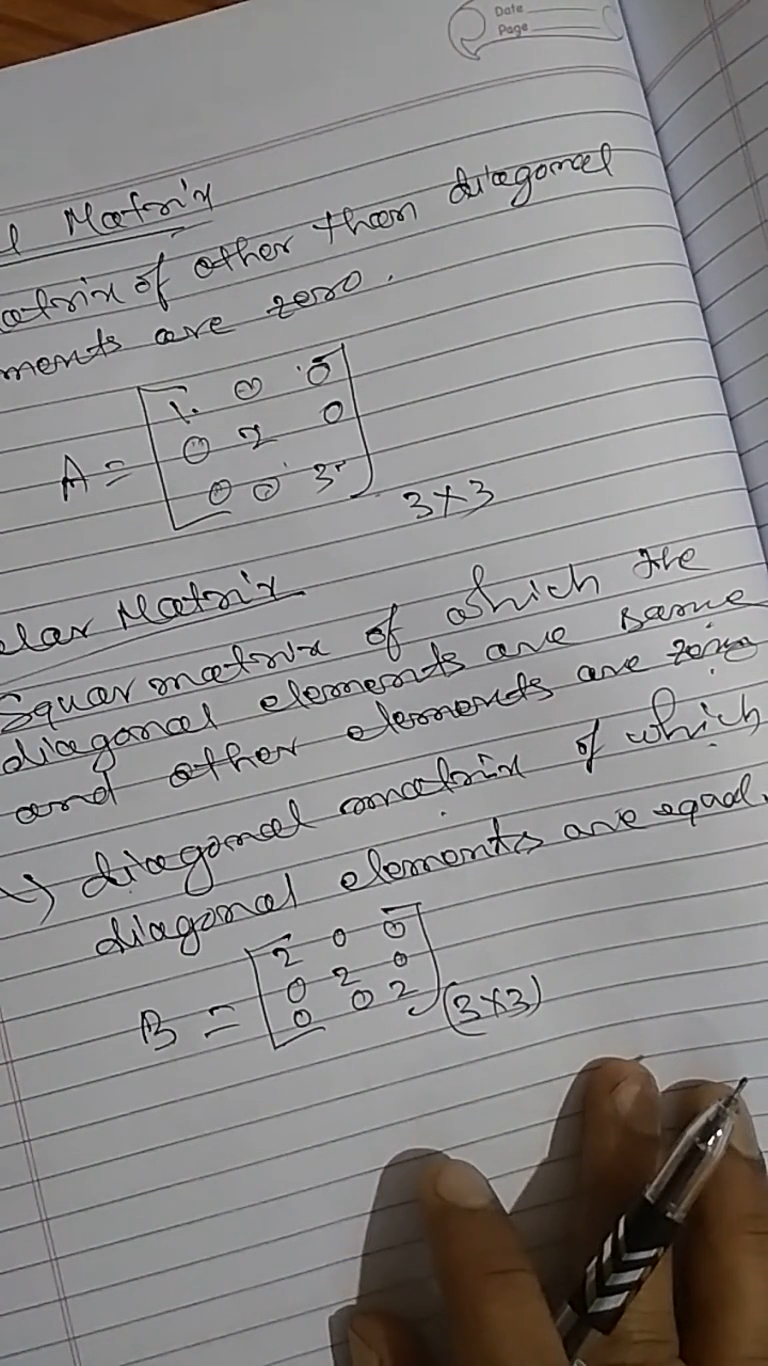 Date
Page
l Matrix
atrix of other than diagonal
ments are zero.
A = [1. 0 0
0 2 0
0 0 3] 3×3
lar Matrix
Squar matrix of which the
diagonal elements are same
and other elements are
↳ diagonal matrix of which
diagonal elements are equal.
B = [2 0 0
0 2 0
0 0 2] (3×3)